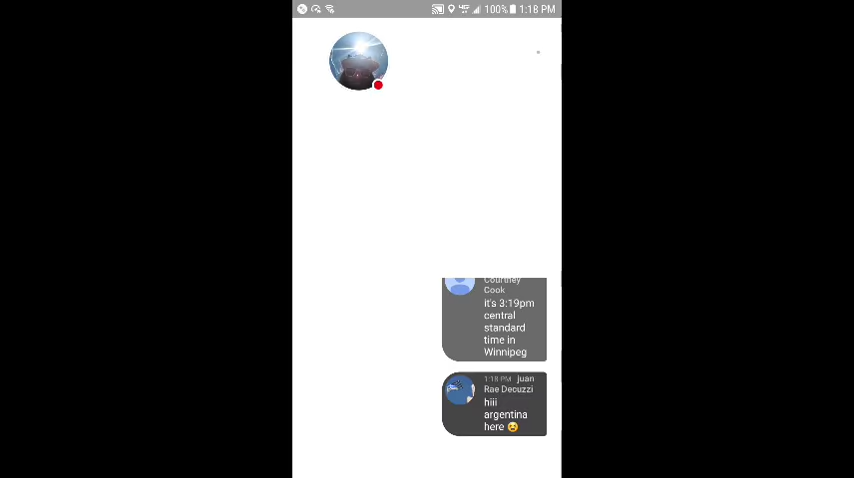 100% 1:18 PM
Courtney
Cook
it's 3:19pm
central
standard
time in
Winnipeg
1:18 PM juan
Rae Decuzzi
hiii
argentina
here 😉